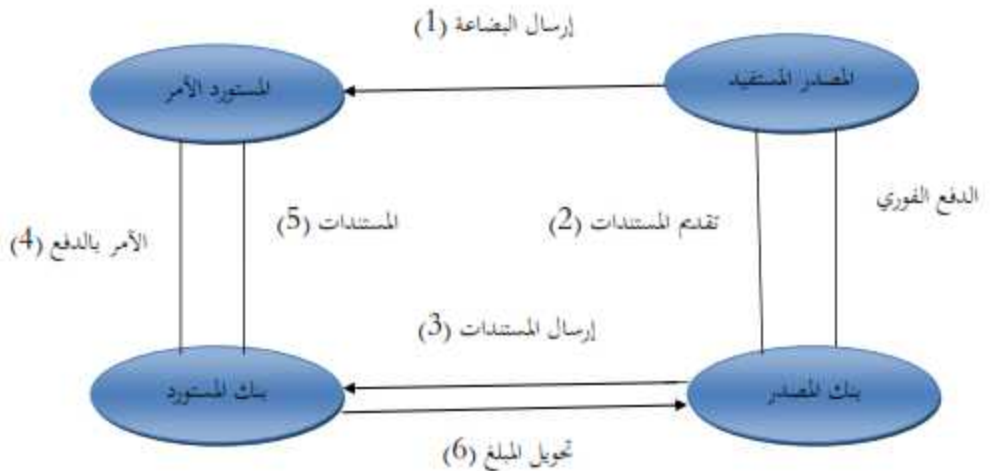 إرسال البضاعة (1)
المصدر المستفيد
المستورد الآمر
الدفع الفوري
تقديم المستندات (2)
المستندات (5)
الآمر بالدفع (4)
إرسال المستندات (3)
بنك المصدر
بنك المستورد
تحويل المبلغ (6)